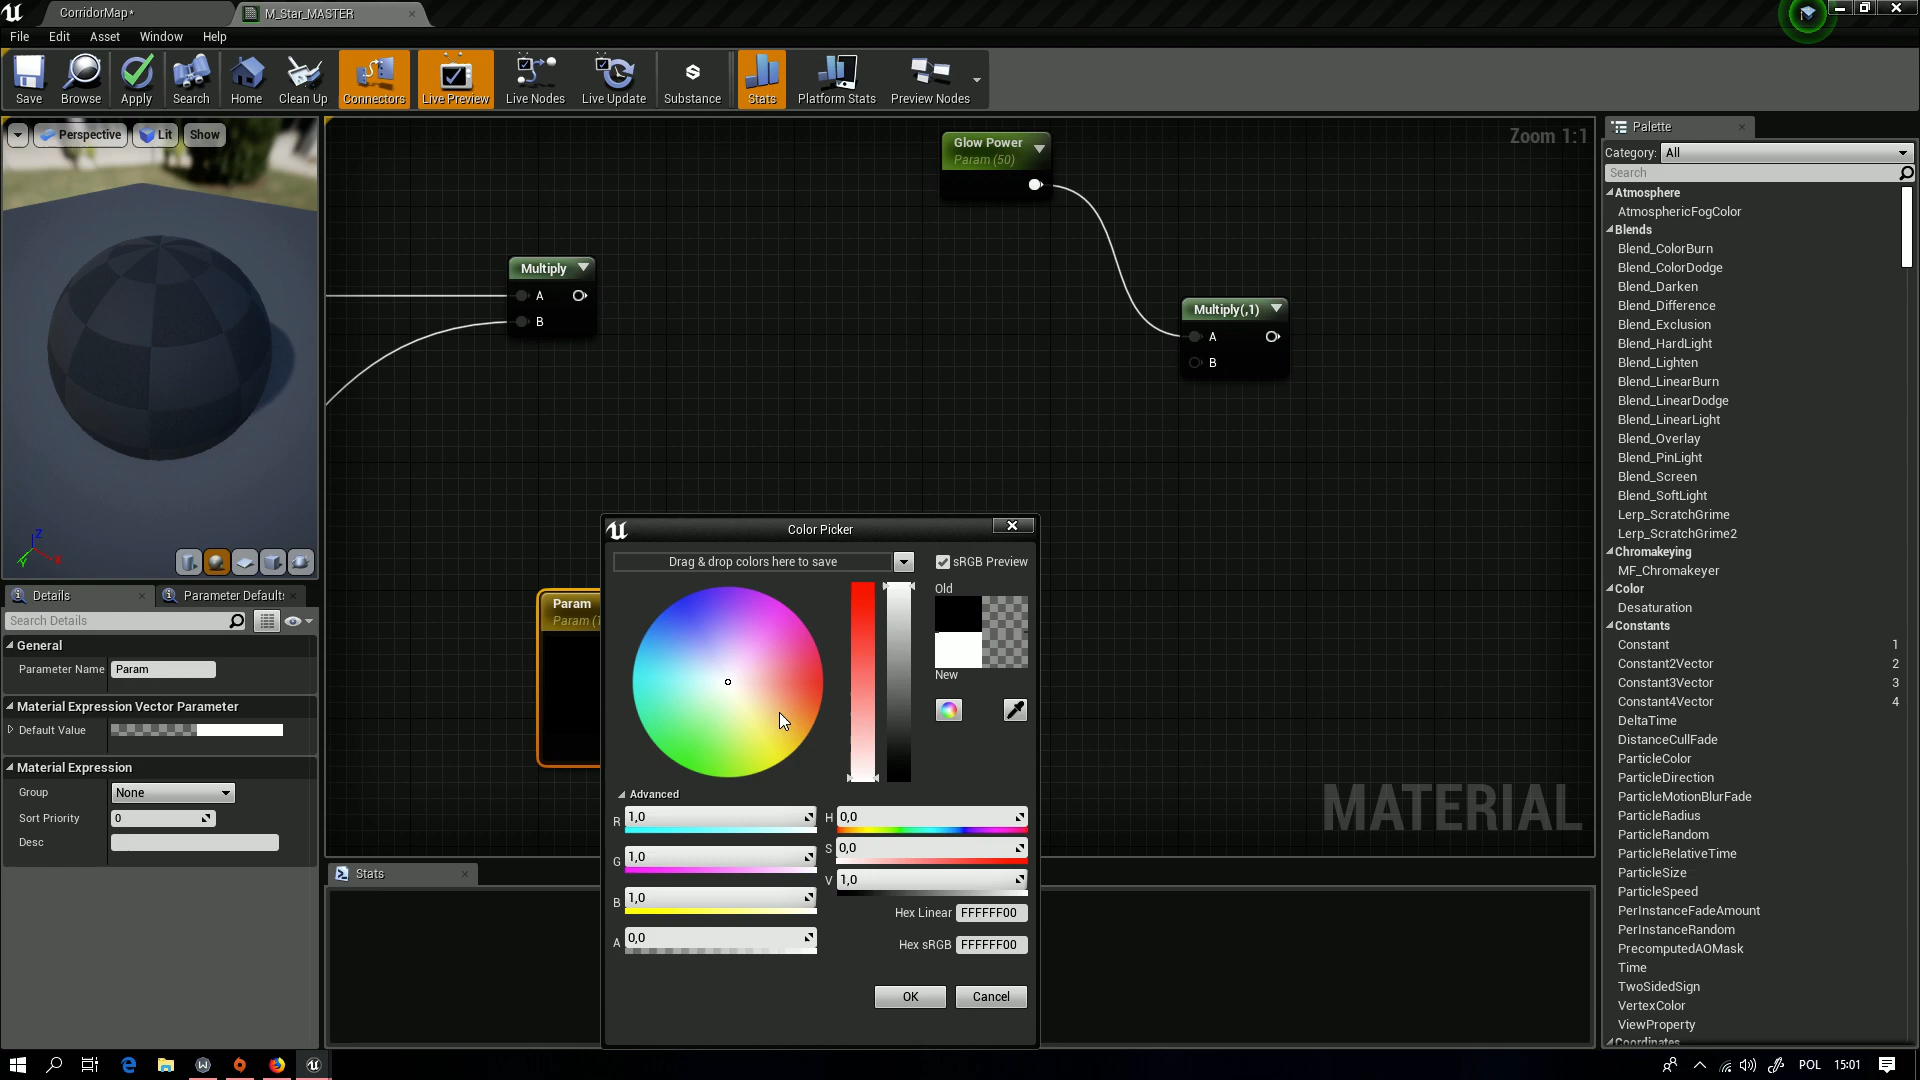 CorridorMap*
M_Star_MASTER
File Edit Asset Window Help
Save Browse Apply Search Home Clean Up Connectors Live Preview Live Nodes Live Update Substance Stats Platform Stats Preview Nodes
Perspective Lit Show
Zoom 1:1
Glow Power
Param (50)
Multiply
A
B
Multiply(,1)
A
B
Param
MATERIAL
Z
X
Y
Details
Parameter Default
Search Details
General
Parameter Name Param
Material Expression Vector Parameter
Default Value
Material Expression
Group None
Sort Priority 0
Desc
Stats
Color Picker
Drag & drop colors here to save
sRGB Preview
Old
New
Advanced
R 1,0
G 1,0
B 1,0
A 0,0
H 0,0
S 0,0
V 1,0
Hex Linear FFFFFF00
Hex sRGB FFFFFF00
OK Cancel
Palette
Category: All
Search
Atmosphere
AtmosphericFogColor
Blends
Blend_ColorBurn
Blend_ColorDodge
Blend_Darken
Blend_Difference
Blend_Exclusion
Blend_HardLight
Blend_Lighten
Blend_LinearBurn
Blend_LinearDodge
Blend_LinearLight
Blend_Overlay
Blend_PinLight
Blend_Screen
Blend_SoftLight
Lerp_ScratchGrime
Lerp_ScratchGrime2
Chromakeying
MF_Chromakeyer
Color
Desaturation
Constants
Constant 1
Constant2Vector 2
Constant3Vector 3
Constant4Vector 4
DeltaTime
DistanceCullFade
ParticleColor
ParticleDirection
ParticleMotionBlurFade
ParticleRadius
ParticleRandom
ParticleRelativeTime
ParticleSize
ParticleSpeed
PerInstanceFadeAmount
PerInstanceRandom
PrecomputedAOMask
Time
TwoSidedSign
VertexColor
ViewProperty
Coordinates
POL 15:01